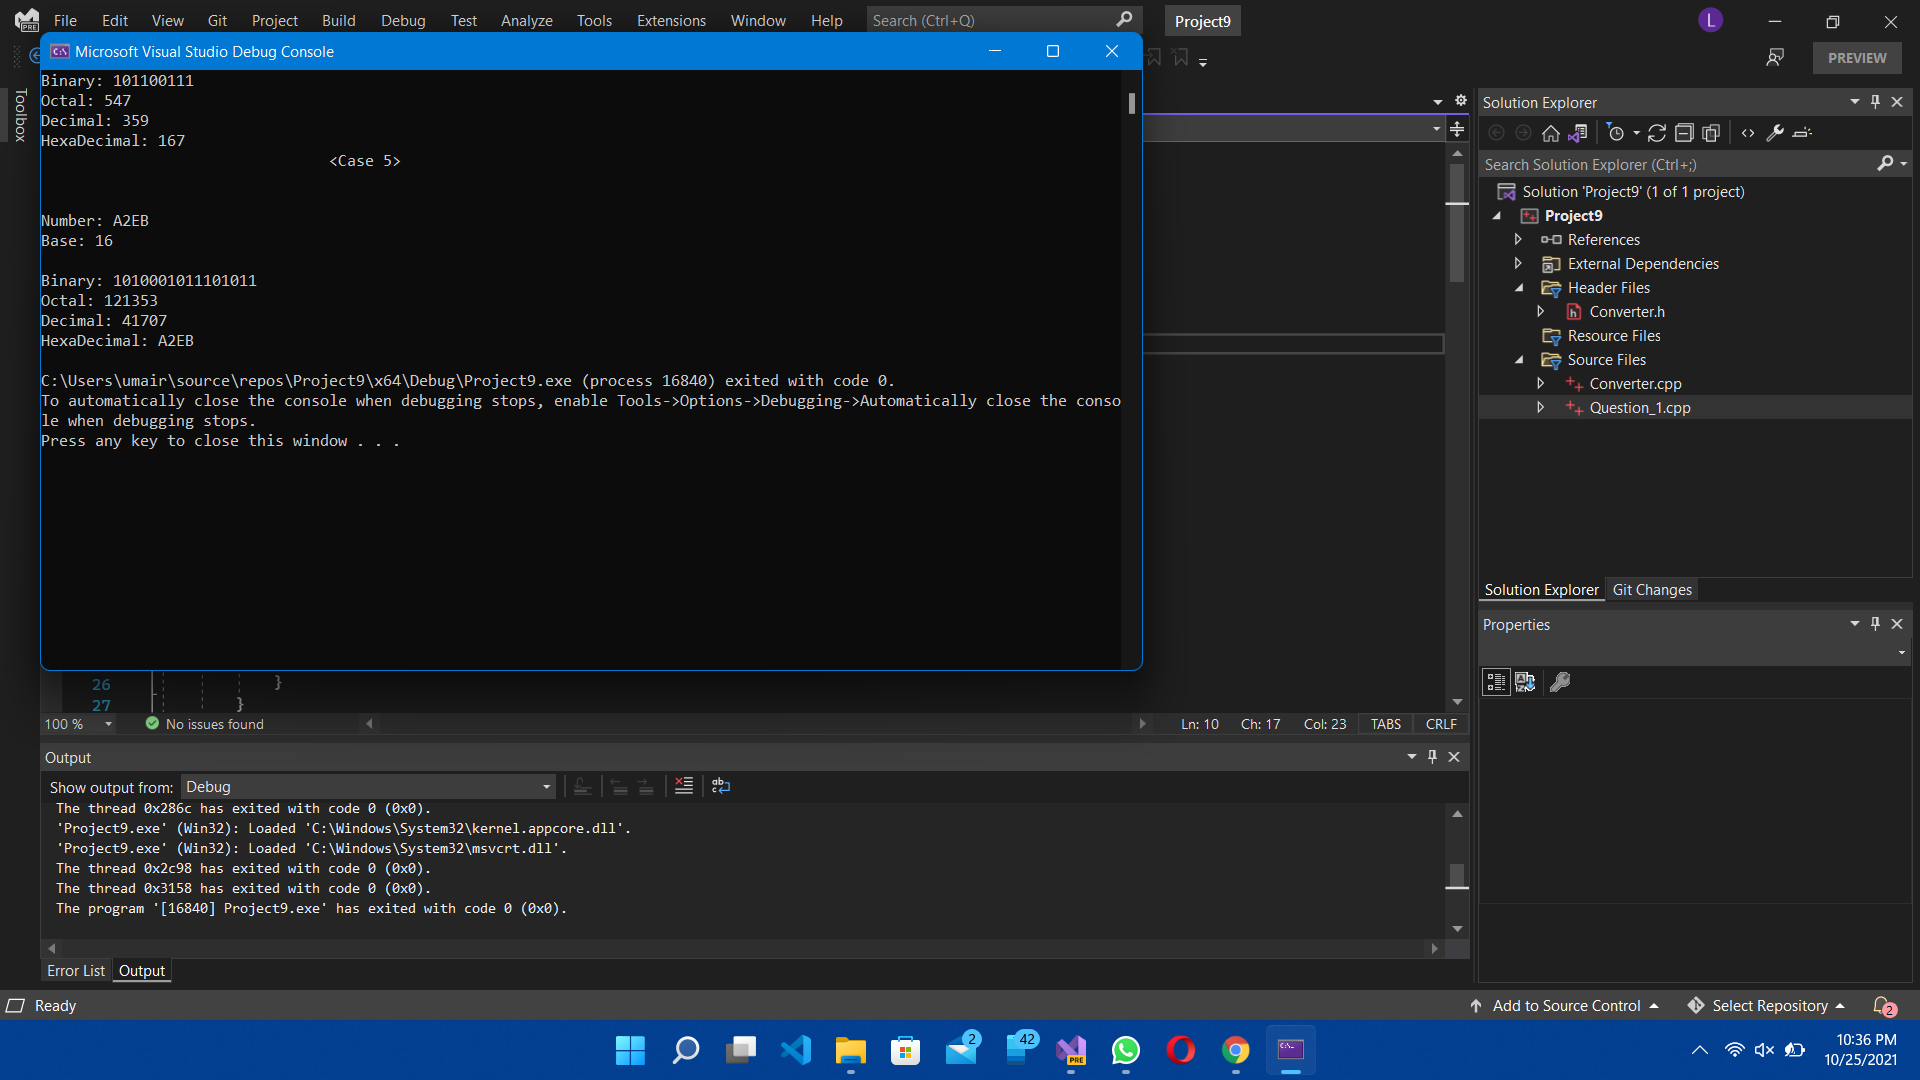 File Edit View Git Project Build Debug Test Analyze Tools Extensions Window Help Search (Ctrl+Q) Project9 L
PRE
Microsoft Visual Studio Debug Console
PREVIEW
Toolbox
Binary: 101100111
Octal: 547
Decimal: 359
HexaDecimal: 167
<Case 5>
Number: A2EB
Base: 16
Binary: 1010001011101011
Octal: 121353
Decimal: 41707
HexaDecimal: A2EB
C:\Users\umair\source\repos\Project9\x64\Debug\Project9.exe (process 16840) exited with code 0.
To automatically close the console when debugging stops, enable Tools->Options->Debugging->Automatically close the conso
le when debugging stops.
Press any key to close this window . . .
26 }
27 }
100 % No issues found Ln: 10 Ch: 17 Col: 23 TABS CRLF
Solution Explorer
Search Solution Explorer (Ctrl+;)
Solution 'Project9' (1 of 1 project)
Project9
References
External Dependencies
Header Files
Converter.h
Resource Files
Source Files
Converter.cpp
Question_1.cpp
Solution Explorer Git Changes
Properties
Output
Show output from: Debug
The thread 0x286c has exited with code 0 (0x0).
'Project9.exe' (Win32): Loaded 'C:\Windows\System32\kernel.appcore.dll'.
'Project9.exe' (Win32): Loaded 'C:\Windows\System32\msvcrt.dll'.
The thread 0x2c98 has exited with code 0 (0x0).
The thread 0x3158 has exited with code 0 (0x0).
The program '[16840] Project9.exe' has exited with code 0 (0x0).
Error List Output
Ready Add to Source Control Select Repository 2
2 42 PRE
10:36 PM
10/25/2021